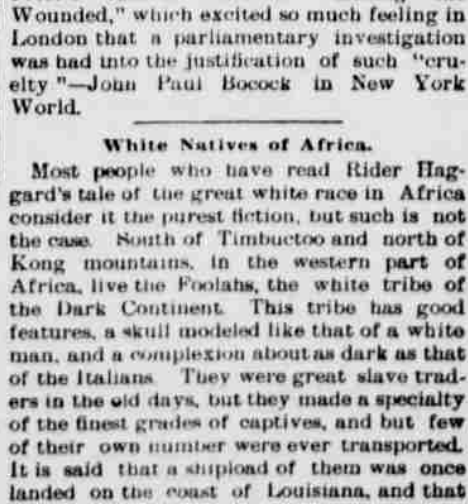 Wounded," which excited so much feeling in
London that a parliamentary investigation
was had into the justification of such "cru-
elty."—John Paul Bocock in New York
World.
White Natives of Africa.
Most people who have read Rider Hag-
gard's tale of the great white race in Africa
consider it the purest fiction, but such is not
the case. South of Timbuctoo and north of
Kong mountains, in the western part of
Africa, live the Foolahs, the white tribe of
the Dark Continent. This tribe has good
features, a skull modeled like that of a white
man, and a complexion about as dark as that
of the Italians. They were great slave trad-
ers in the old days, but they made a specialty
of the finest grades of captives, and but few
of their own number were ever transported.
It is said that a shipload of them was once
landed on the coast of Louisiana, and that